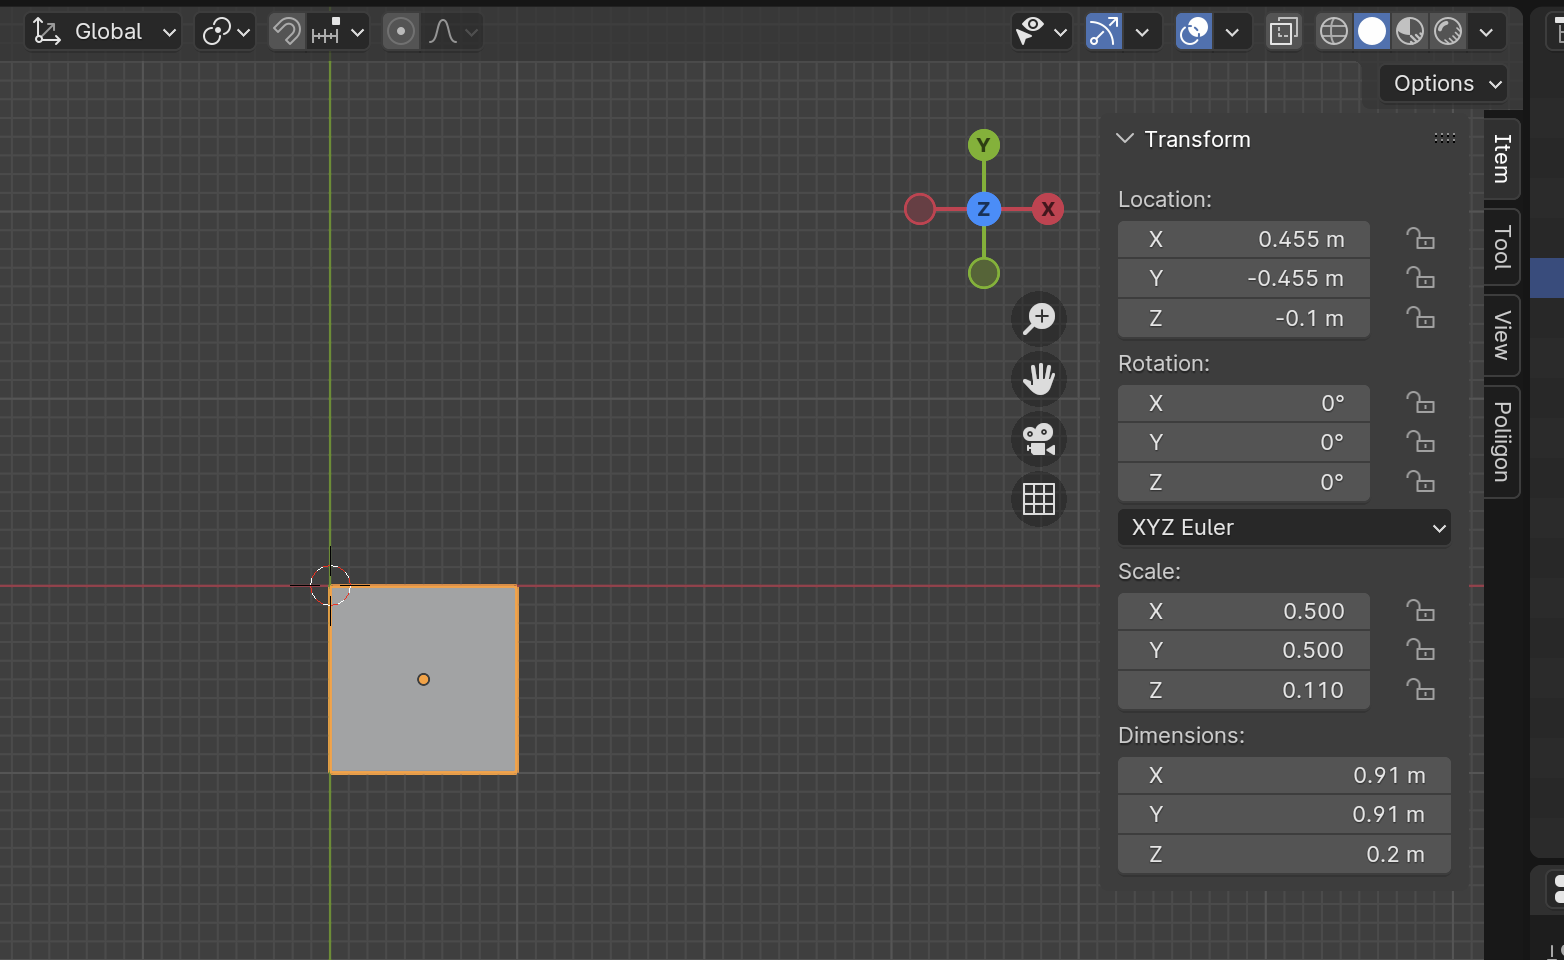 Global
Options
Y
Z
X
Transform
Location:
X 0.455 m
Y -0.455 m
Z -0.1 m
Rotation:
X 0°
Y 0°
Z 0°
XYZ Euler
Scale:
X 0.500
Y 0.500
Z 0.110
Dimensions:
X 0.91 m
Y 0.91 m
Z 0.2 m
Item
Tool
View
Poliigon